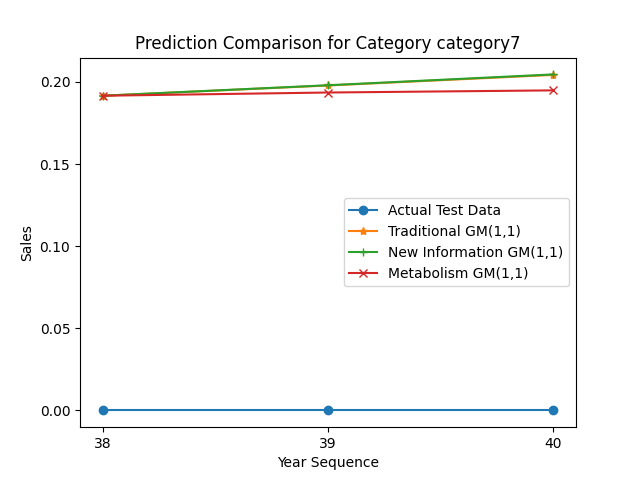 Prediction Comparison for Category category7
0.20
0.15
0.10
0.05
0.00
Sales
Actual Test Data
Traditional GM(1,1)
New Information GM(1,1)
Metabolism GM(1,1)
38
39
40
Year Sequence